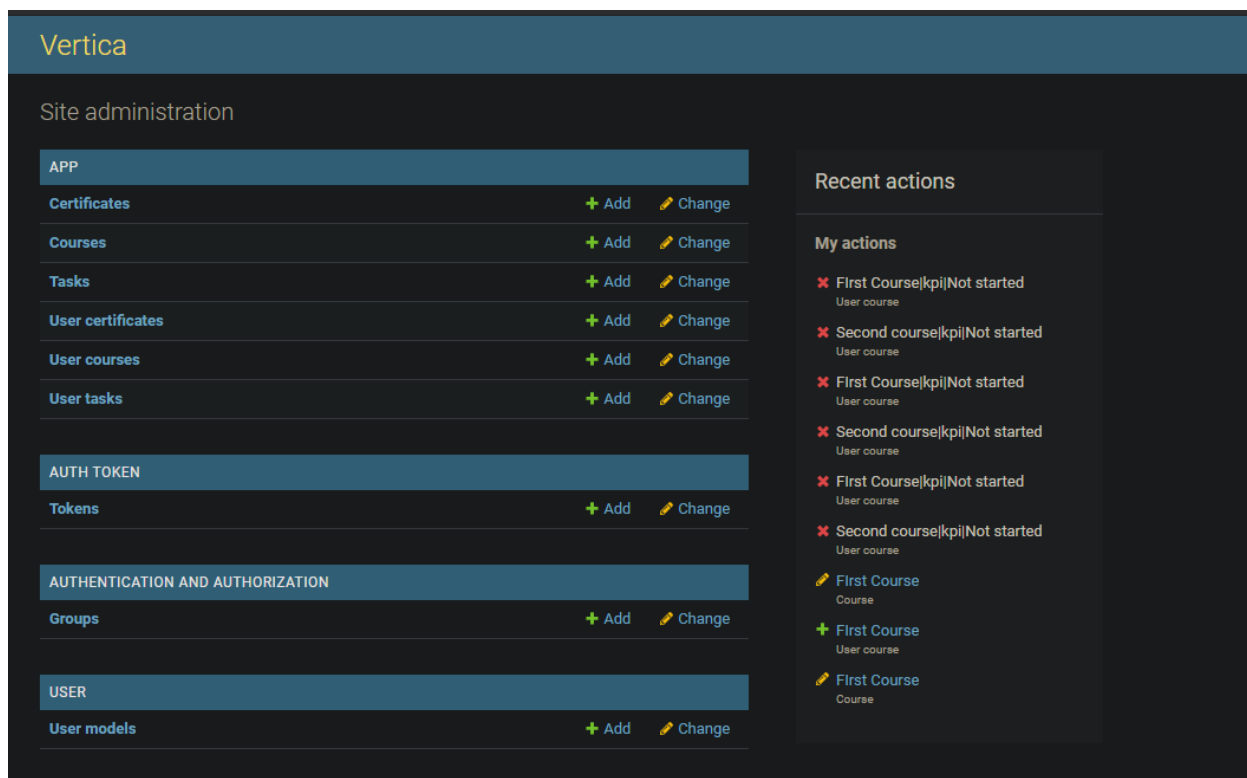 Vertica
Site administration
APP
Certificates Add Change
Courses Add Change
Tasks Add Change
User certificates Add Change
User courses Add Change
User tasks Add Change
AUTH TOKEN
Tokens Add Change
AUTHENTICATION AND AUTHORIZATION
Groups Add Change
USER
User models Add Change
Recent actions
My actions
FIrst Course|kpi|Not started
User course
Second course|kpi|Not started
User course
FIrst Course|kpi|Not started
User course
Second course|kpi|Not started
User course
FIrst Course|kpi|Not started
User course
Second course|kpi|Not started
User course
FIrst Course
Course
FIrst Course
User course
FIrst Course
Course